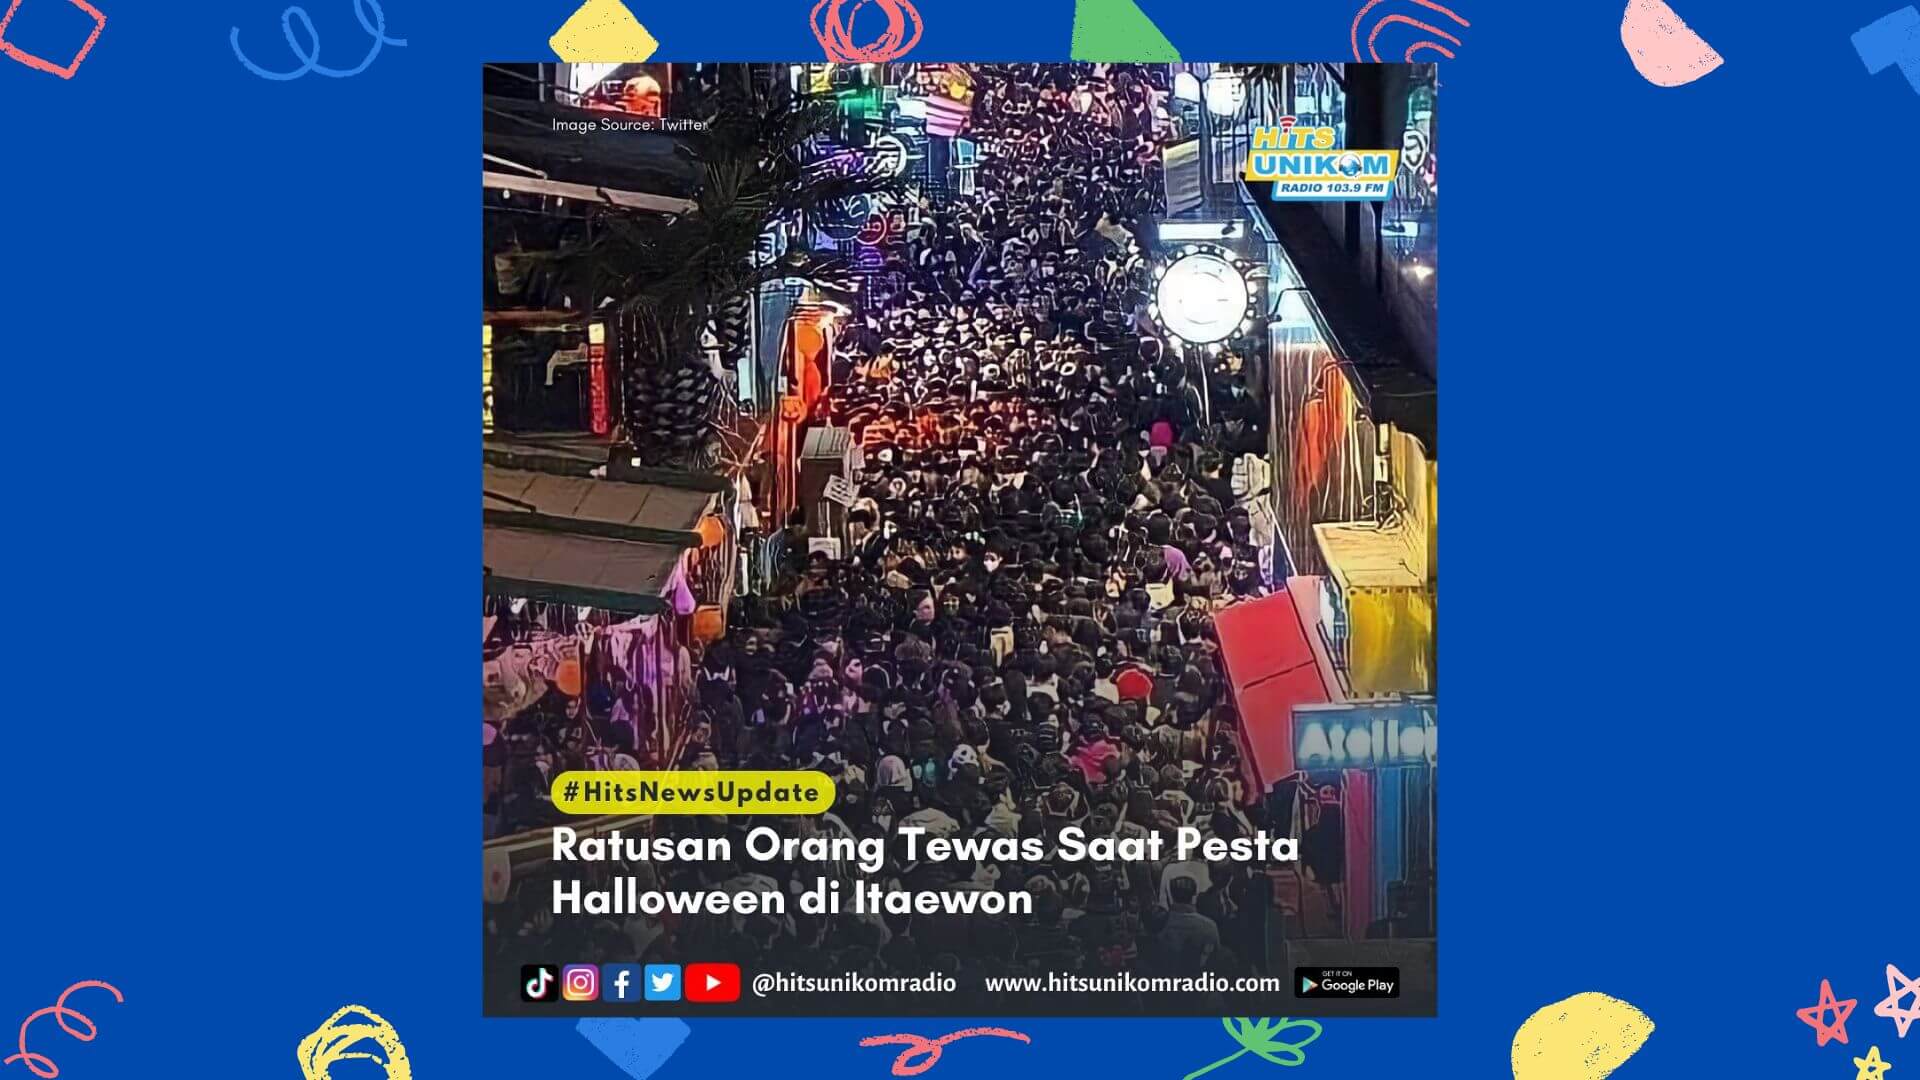 Image Source: Twitter
HiTS
UNIKOM
RADIO 103.9 FM
#HitsNewsUpdate
Ratusan Orang Tewas Saat Pesta
Halloween di Itaewon
@hitsunikomradio www.hitsunikomradio.com
GET IT ON
Google Play